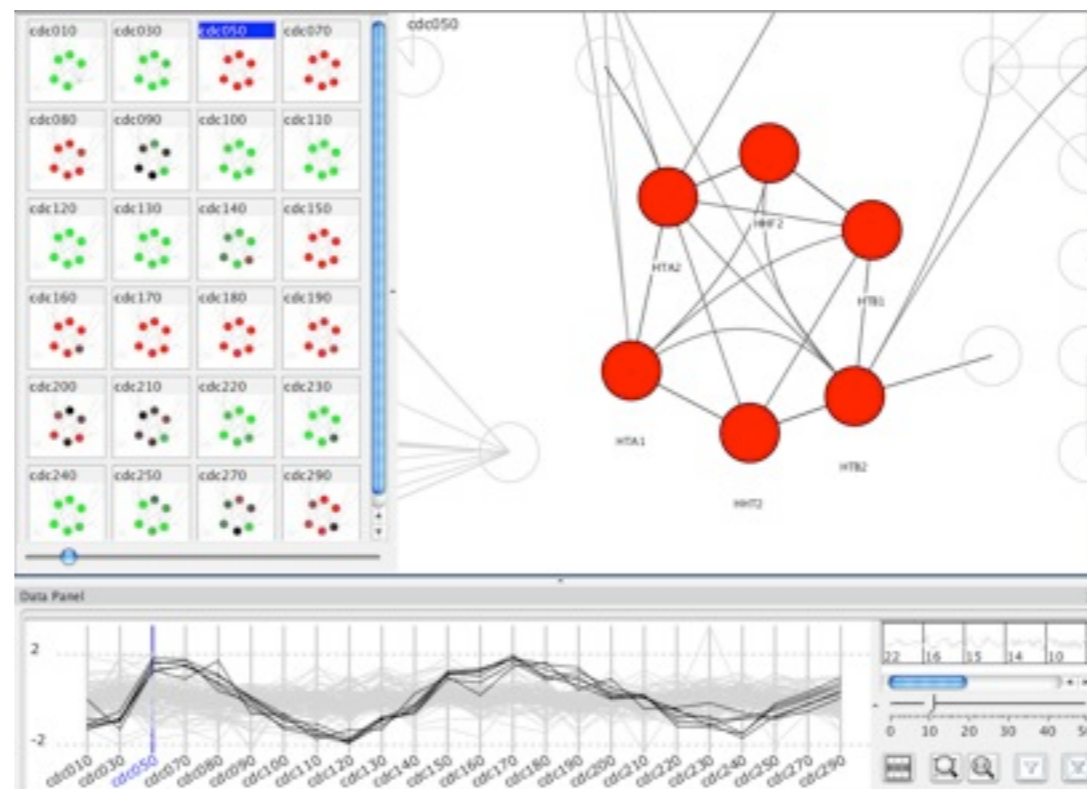 cdc010 cdc030 cdc050 cdc070
cdc080 cdc090 cdc100 cdc110
cdc120 cdc130 cdc140 cdc150
cdc160 cdc170 cdc180 cdc190
cdc200 cdc210 cdc220 cdc230
cdc240 cdc250 cdc270 cdc290
cdc050
HHF2
HTA2
HTB1
HTA1
HTB2
HHT2
Data Panel
2
-2
cdc010 cdc030 cdc050 cdc070 cdc080 cdc090 cdc100 cdc110 cdc120 cdc130 cdc140 cdc150 cdc160 cdc170 cdc180 cdc190 cdc200 cdc210 cdc220 cdc230 cdc240 cdc250 cdc270 cdc290
22 16 15 14 10
0 10 20 30 40